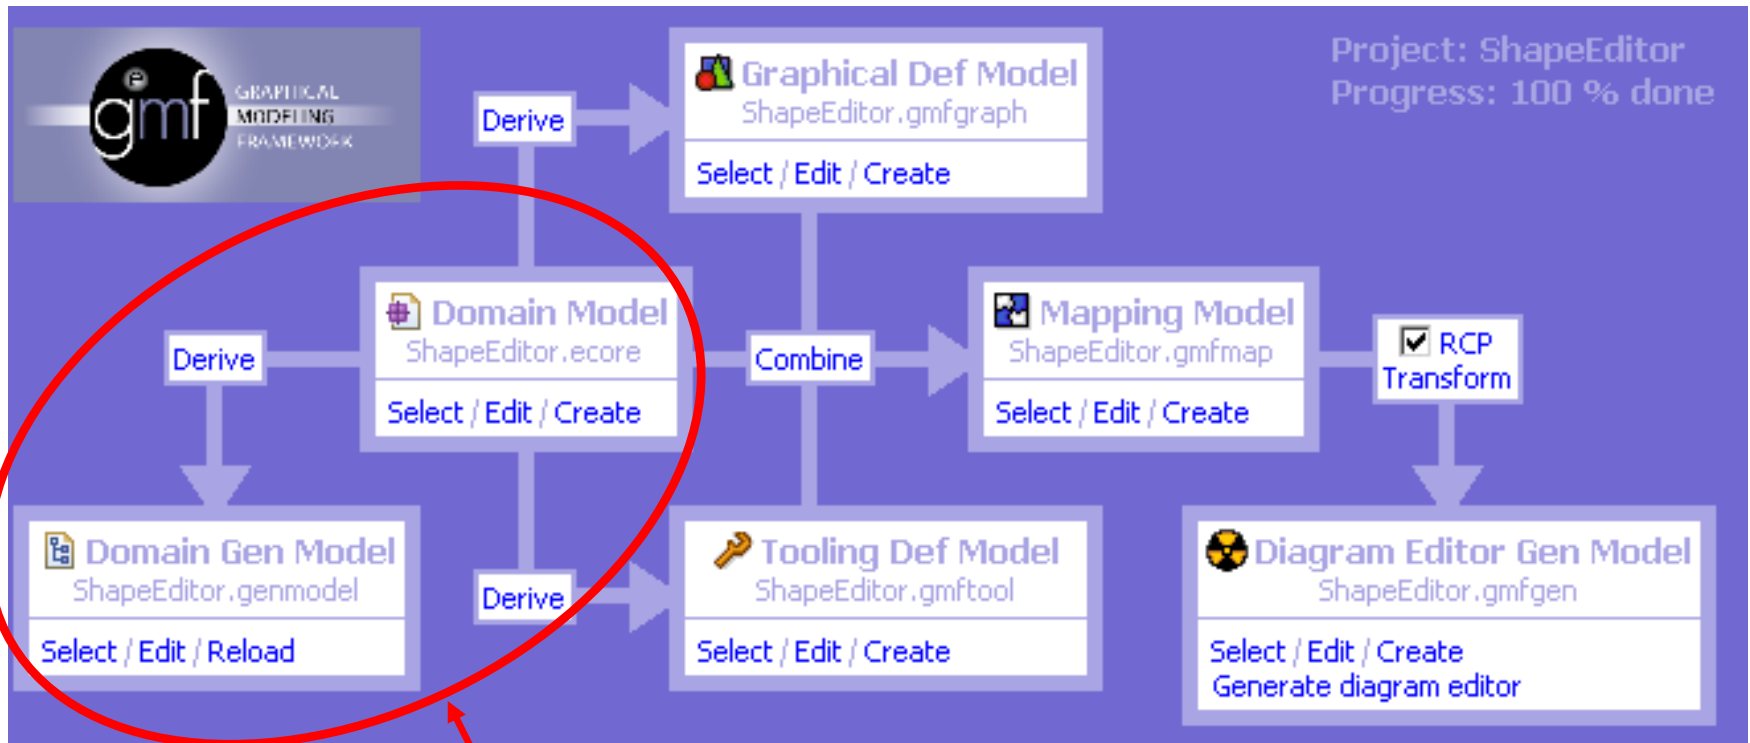 gmf
e
GRAPHICAL
MODELING
FRAMEWORK
Project: ShapeEditor
Progress: 100 % done
Derive
Graphical Def Model
ShapeEditor.gmfgraph
Select / Edit / Create
Derive
Domain Model
ShapeEditor.ecore
Select / Edit / Create
Combine
Mapping Model
ShapeEditor.gmfmap
Select / Edit / Create
RCP
Transform
Domain Gen Model
ShapeEditor.genmodel
Select / Edit / Reload
Derive
Tooling Def Model
ShapeEditor.gmftool
Select / Edit / Create
Diagram Editor Gen Model
ShapeEditor.gmfgen
Select / Edit / Create
Generate diagram editor